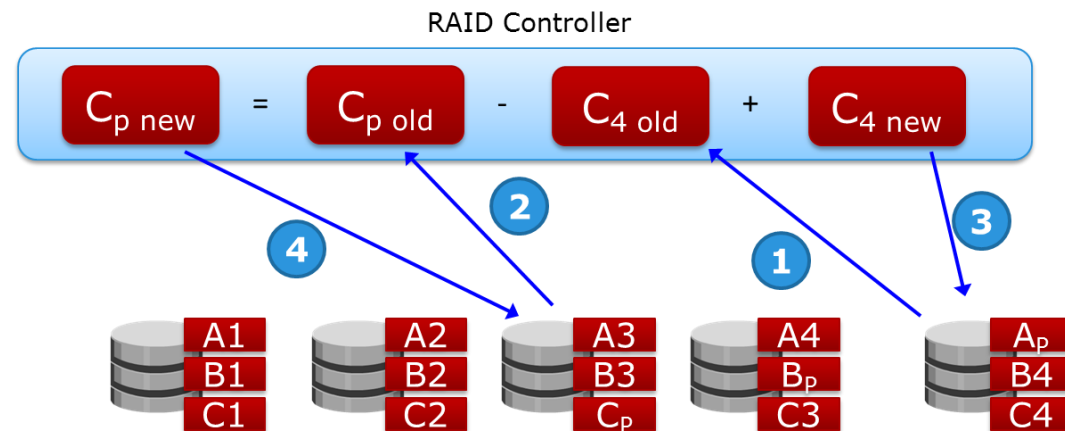 RAID Controller
Cp new = Cp old - C4 old + C4 new
2
3
4
1
A1 A2 A3 A4 Ap
B1 B2 B3 Bp B4
C1 C2 Cp C3 C4